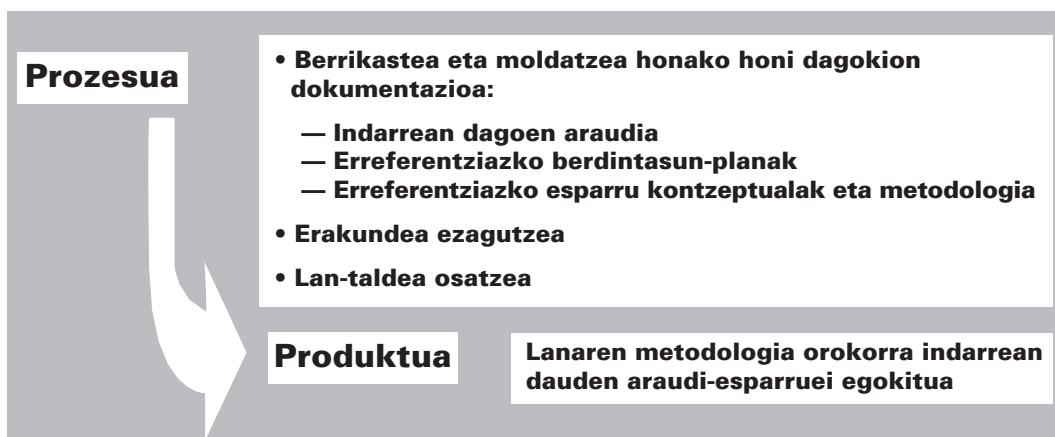 Prozesua
• Berrikastea eta moldatzea honako honi dagokion
dokumentazioa:
— Indarrean dagoen araudia
— Erreferentziazko berdintasun-planak
— Erreferentziazko esparru kontzeptualak eta metodologia
• Erakundea ezagutzea
• Lan-taldea osatzea
Produktua
Lanaren metodologia orokorra indarrean
dauden araudi-esparruei egokitua